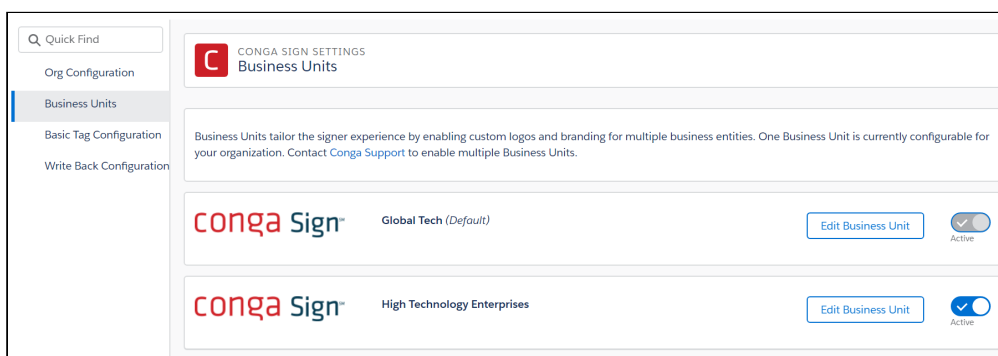 Quick Find
Org Configuration
Business Units
Basic Tag Configuration
Write Back Configuration
C
CONGA SIGN SETTINGS
Business Units
Business Units tailor the signer experience by enabling custom logos and branding for multiple business entities. One Business Unit is currently configurable for
your organization. Contact Conga Support to enable multiple Business Units.
conga Sign℠
Global Tech (Default)
Edit Business Unit
Active
conga Sign℠
High Technology Enterprises
Edit Business Unit
Active